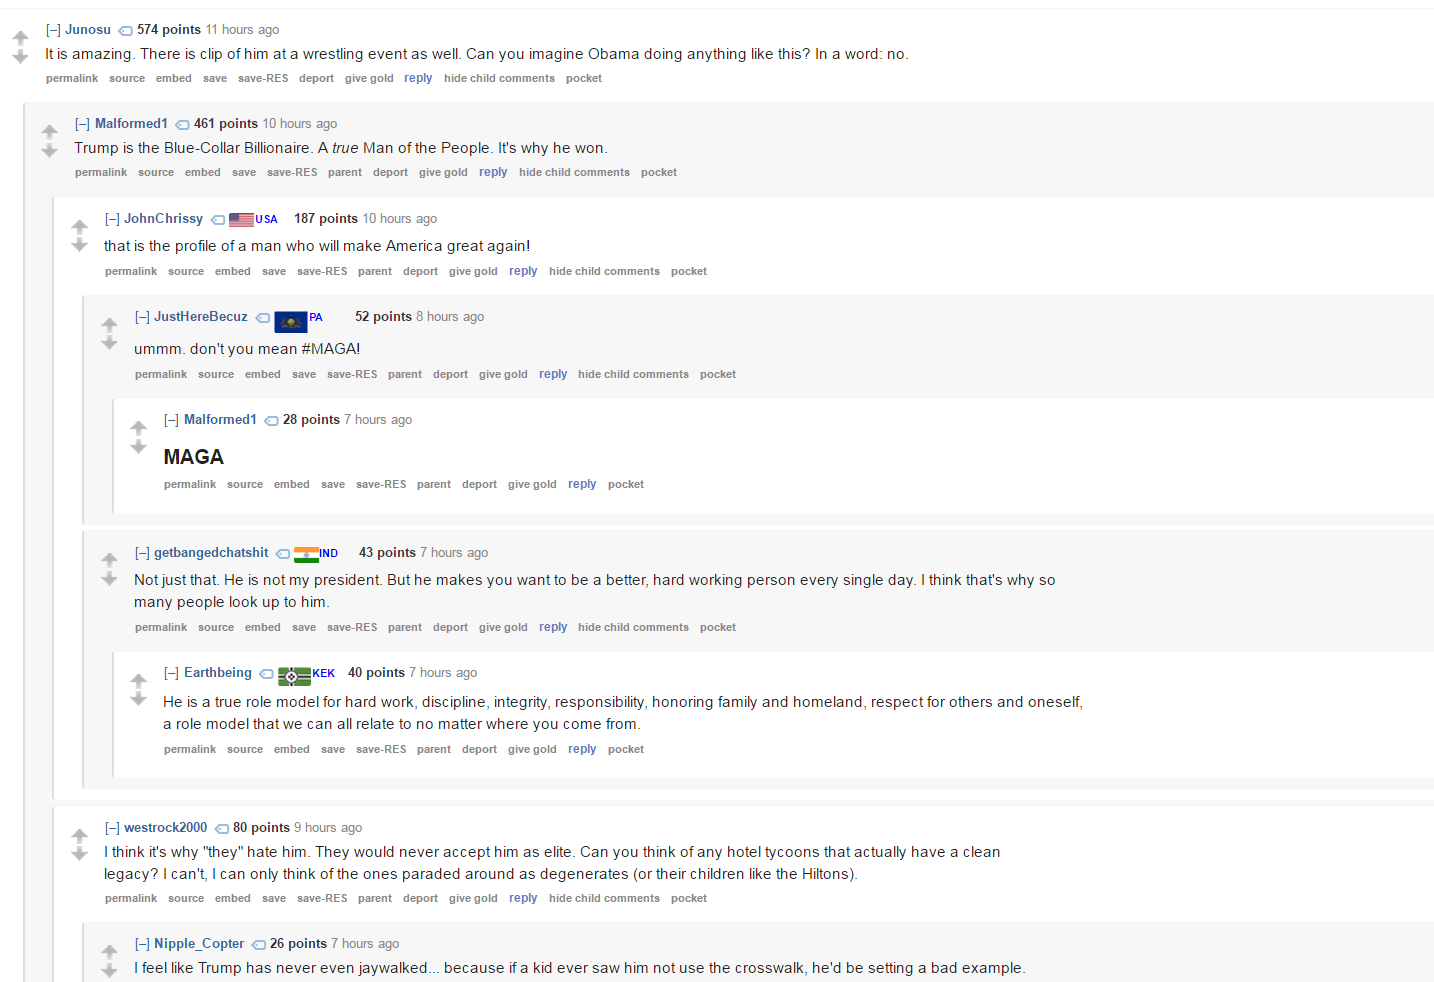 [–] Junosu 574 points 11 hours ago
It is amazing. There is clip of him at a wrestling event as well. Can you imagine Obama doing anything like this? In a word: no.
permalink source embed save save-RES deport give gold reply hide child comments pocket
[–] Malformed1 461 points 10 hours ago
Trump is the Blue-Collar Billionaire. A true Man of the People. It's why he won.
permalink source embed save save-RES parent deport give gold reply hide child comments pocket
[–] JohnChrissy USA 187 points 10 hours ago
that is the profile of a man who will make America great again!
permalink source embed save save-RES parent deport give gold reply hide child comments pocket
[–] JustHereBecuz PA 52 points 8 hours ago
ummm. don't you mean #MAGA!
permalink source embed save save-RES parent deport give gold reply hide child comments pocket
[–] Malformed1 28 points 7 hours ago
MAGA
permalink source embed save save-RES parent deport give gold reply pocket
[–] getbangedchatshit IND 43 points 7 hours ago
Not just that. He is not my president. But he makes you want to be a better, hard working person every single day. I think that's why so
many people look up to him.
permalink source embed save save-RES parent deport give gold reply hide child comments pocket
[–] Earthbeing KEK 40 points 7 hours ago
He is a true role model for hard work, discipline, integrity, responsibility, honoring family and homeland, respect for others and oneself,
a role model that we can all relate to no matter where you come from.
permalink source embed save save-RES parent deport give gold reply pocket
[–] westrock2000 80 points 9 hours ago
I think it's why "they" hate him. They would never accept him as elite. Can you think of any hotel tycoons that actually have a clean
legacy? I can't, I can only think of the ones paraded around as degenerates (or their children like the Hiltons).
permalink source embed save save-RES parent deport give gold reply hide child comments pocket
[–] Nipple_Copter 26 points 7 hours ago
I feel like Trump has never even jaywalked... because if a kid ever saw him not use the crosswalk, he'd be setting a bad example.